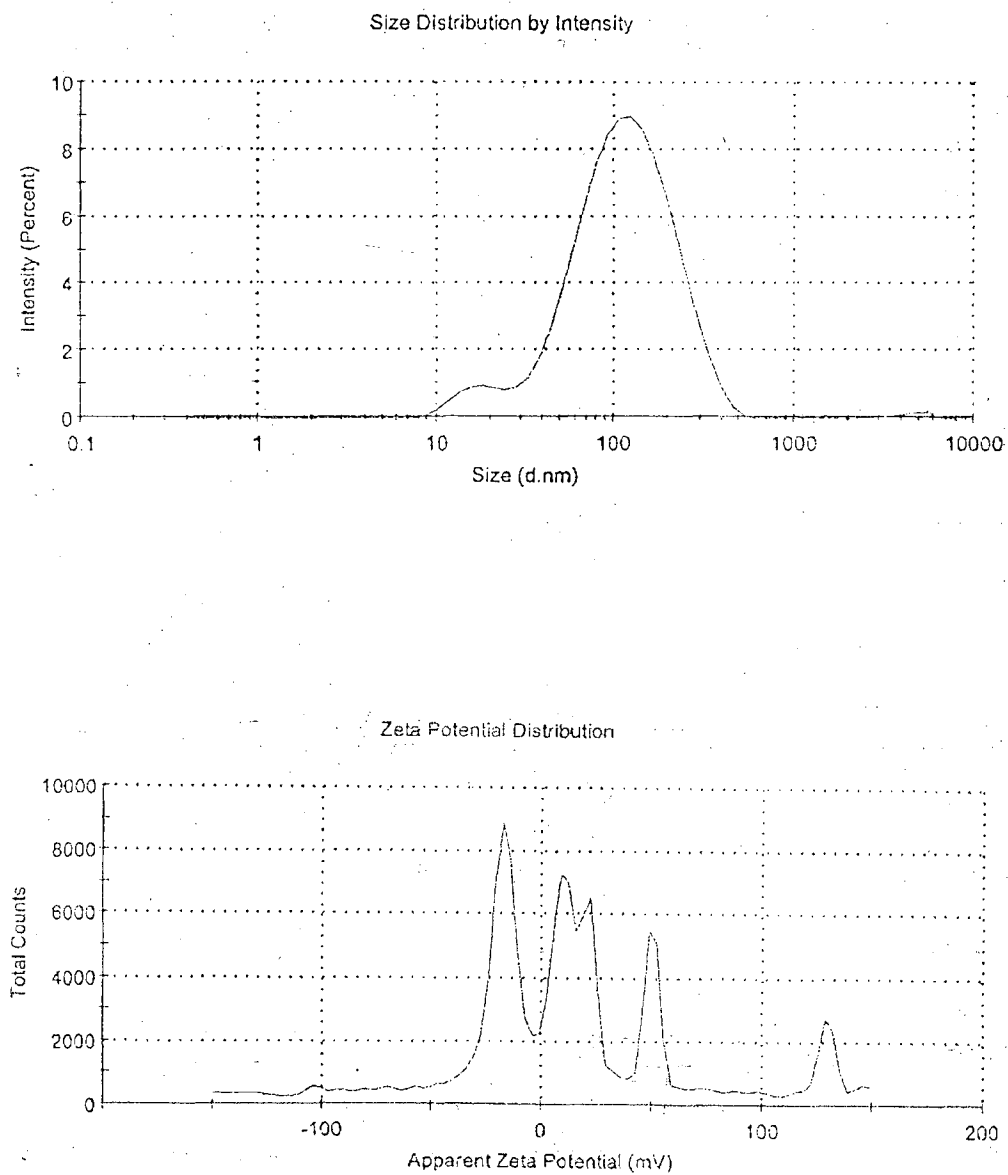 Size Distribution by Intensity
10
8
6
4
2
0
Intensity (Percent)
0.1 1 10 100 1000 10000
Size (d.nm)
Zeta Potential Distribution
10000
8000
6000
4000
2000
0
Total Counts
-100 0 100 200
Apparent Zeta Potential (mV)